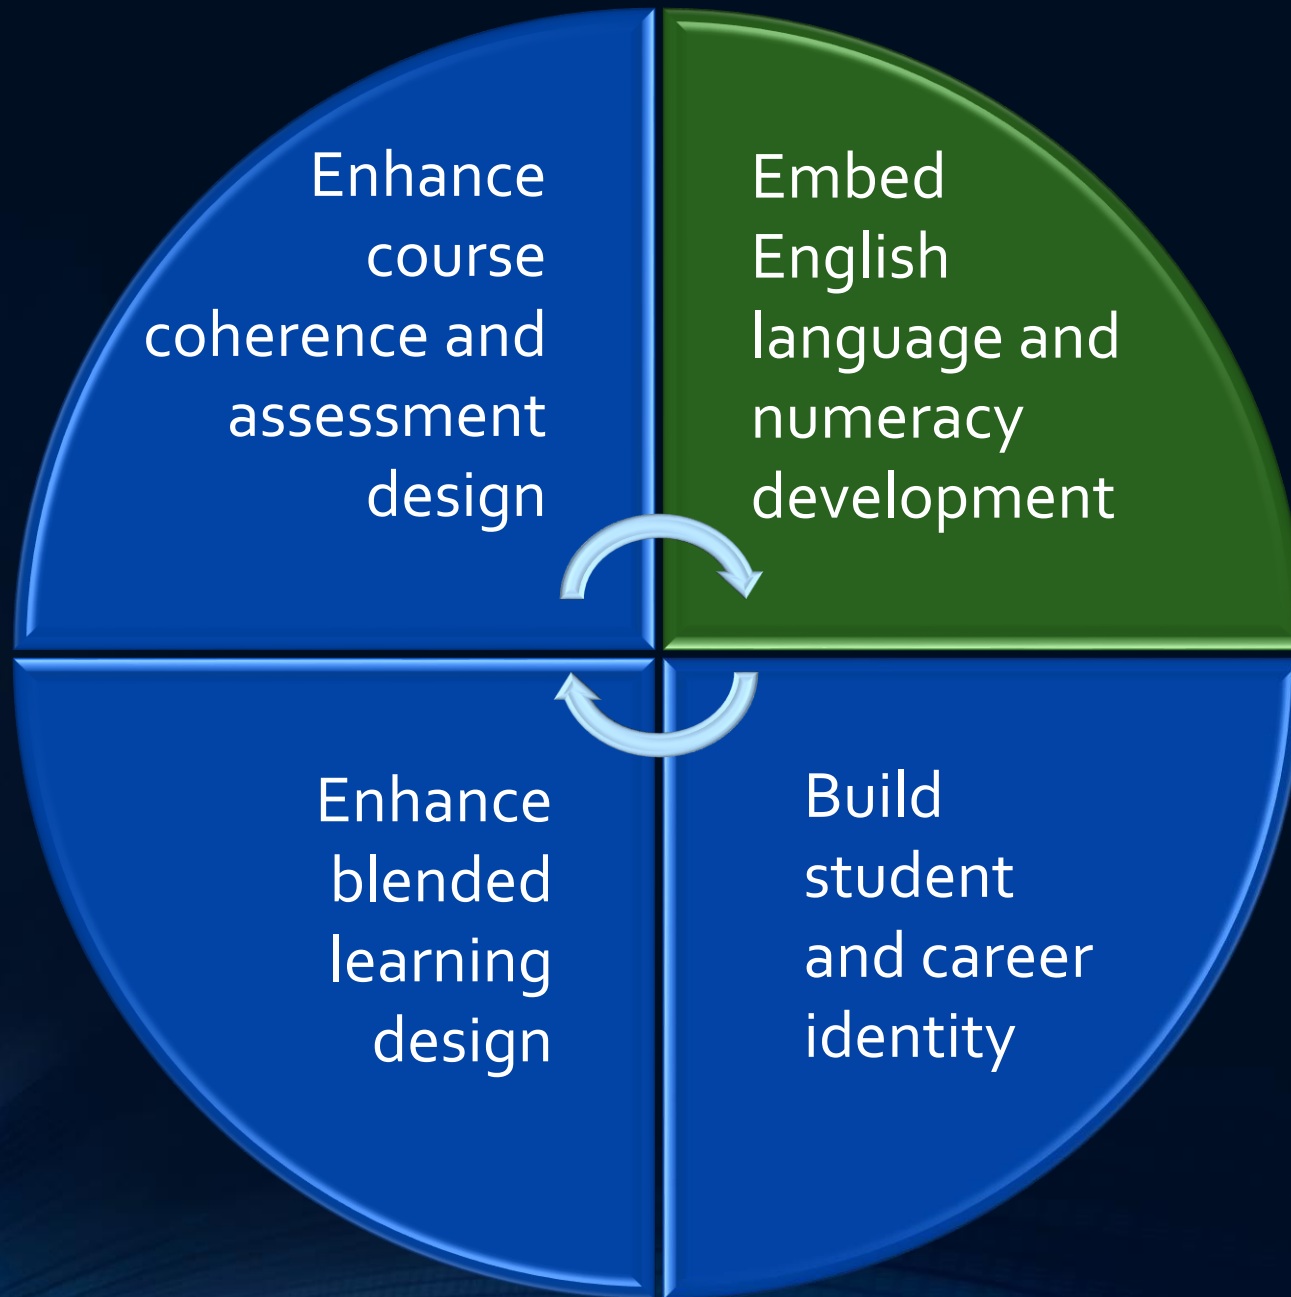 Enhance
course
coherence and
assessment
design
Embed
English
language and
numeracy
development
Build
student
and career
identity
Enhance
blended
learning
design